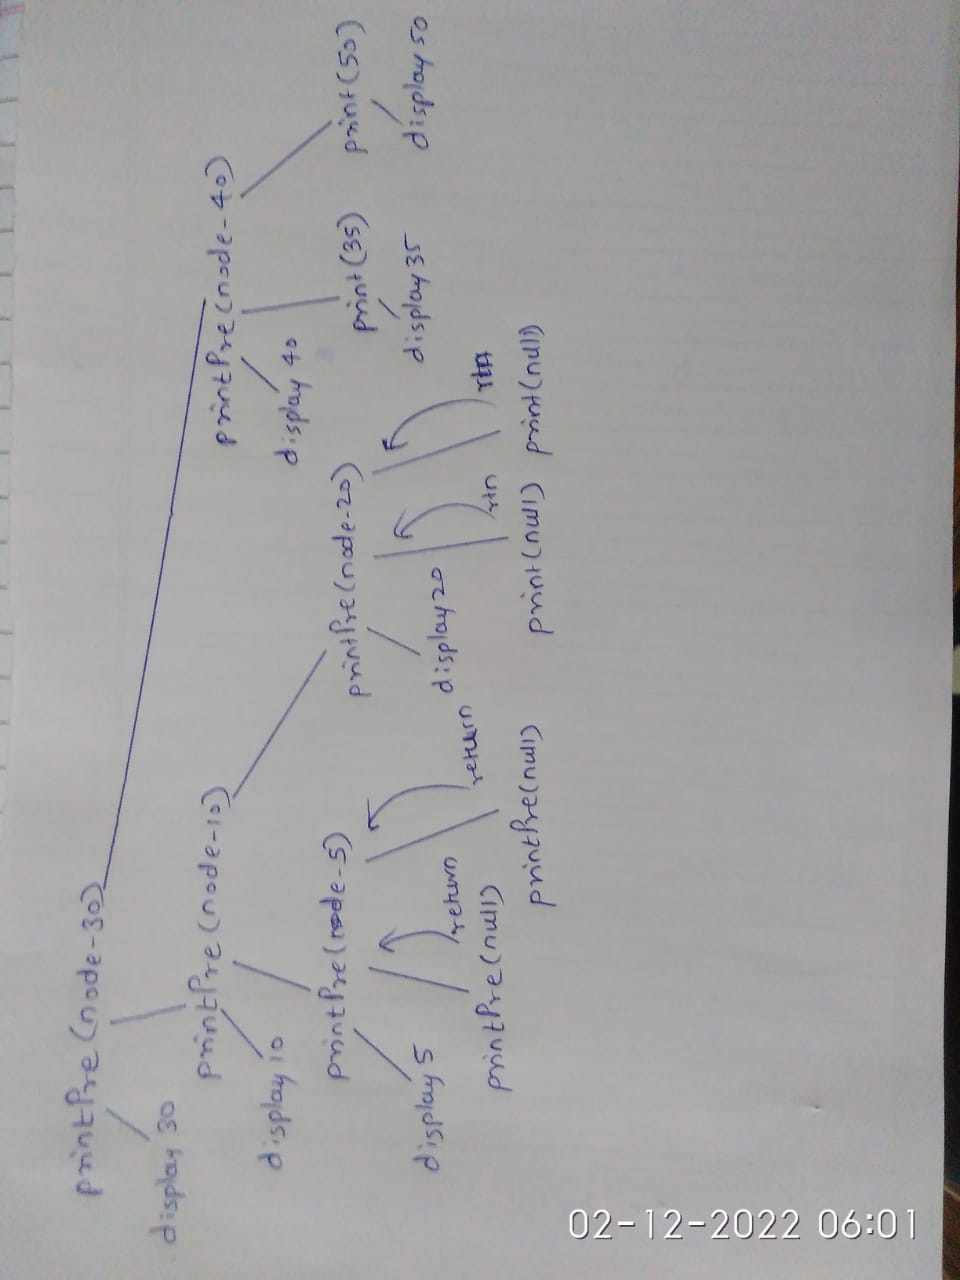 printPre(node-30)
display 30
printPre(node-10)
printPre(node-40)
display 10
display 40
printPre(node-5)
printPre(node-20)
print(35)
print(50)
display 5
return
return
display 20
rtn
rtn
display 35
display 50
printPre(null)
printPre(null)
print(null)
print(null)
02-12-2022 06:01